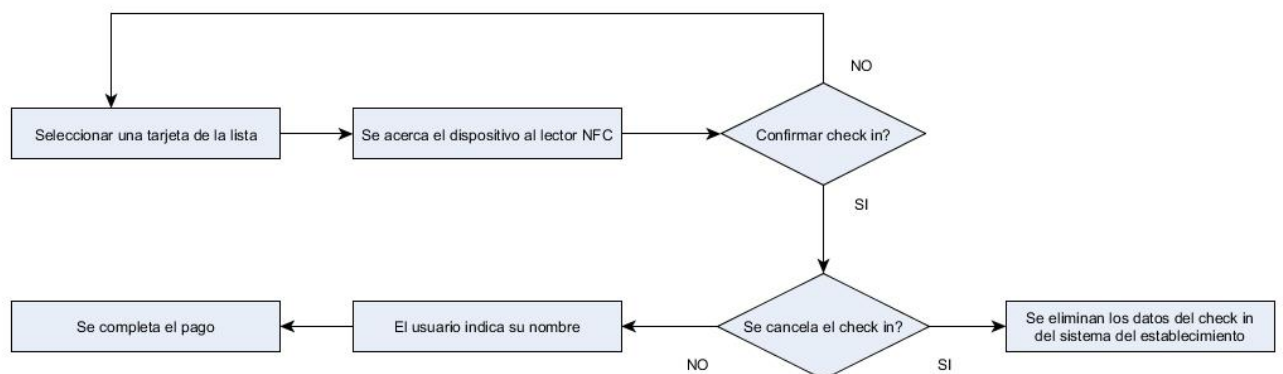 NO
Seleccionar una tarjeta de la lista
Se acerca el dispositivo al lector NFC
Confirmar check in?
SI
Se completa el pago
El usuario indica su nombre
Se cancela el check in?
Se eliminan los datos del check in
del sistema del establecimiento
NO
SI